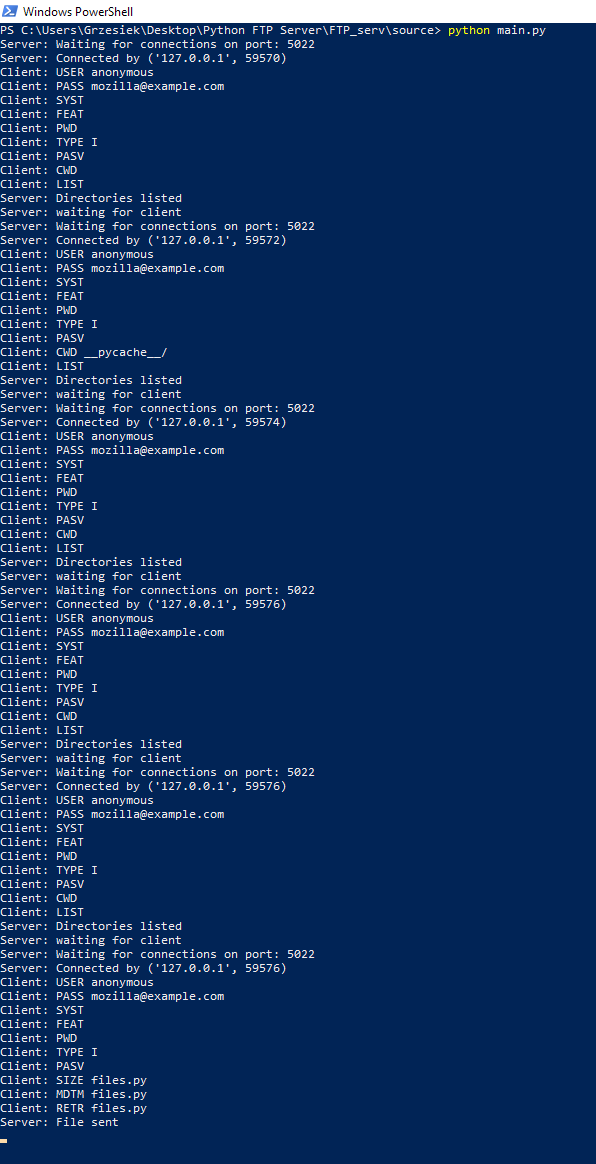 Windows PowerShell
PS C:\Users\Grzesiek\Desktop\Python FTP Server\FTP_serv\source> python main.py
Server: Waiting for connections on port: 5022
Server: Connected by ('127.0.0.1', 59570)
Client: USER anonymous
Client: PASS mozilla@example.com
Client: SYST
Client: FEAT
Client: PWD
Client: TYPE I
Client: PASV
Client: CWD
Client: LIST
Server: Directories listed
Server: waiting for client
Server: Waiting for connections on port: 5022
Server: Connected by ('127.0.0.1', 59572)
Client: USER anonymous
Client: PASS mozilla@example.com
Client: SYST
Client: FEAT
Client: PWD
Client: TYPE I
Client: PASV
Client: CWD __pycache__/
Client: LIST
Server: Directories listed
Server: waiting for client
Server: Waiting for connections on port: 5022
Server: Connected by ('127.0.0.1', 59574)
Client: USER anonymous
Client: PASS mozilla@example.com
Client: SYST
Client: FEAT
Client: PWD
Client: TYPE I
Client: PASV
Client: CWD
Client: LIST
Server: Directories listed
Server: waiting for client
Server: Waiting for connections on port: 5022
Server: Connected by ('127.0.0.1', 59576)
Client: USER anonymous
Client: PASS mozilla@example.com
Client: SYST
Client: FEAT
Client: PWD
Client: TYPE I
Client: PASV
Client: CWD
Client: LIST
Server: Directories listed
Server: waiting for client
Server: Waiting for connections on port: 5022
Server: Connected by ('127.0.0.1', 59576)
Client: USER anonymous
Client: PASS mozilla@example.com
Client: SYST
Client: FEAT
Client: PWD
Client: TYPE I
Client: PASV
Client: CWD
Client: LIST
Server: Directories listed
Server: waiting for client
Server: Waiting for connections on port: 5022
Server: Connected by ('127.0.0.1', 59576)
Client: USER anonymous
Client: PASS mozilla@example.com
Client: SYST
Client: FEAT
Client: PWD
Client: TYPE I
Client: PASV
Client: SIZE files.py
Client: MDTM files.py
Client: RETR files.py
Server: File sent